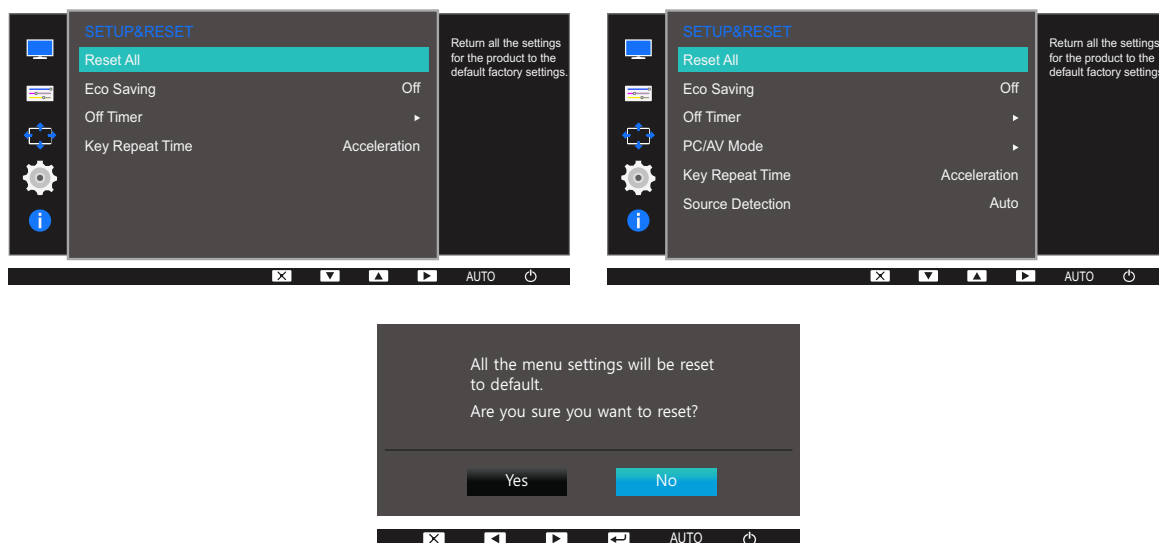 SETUP&RESET
Reset All
Eco Saving Off
Off Timer
Key Repeat Time Acceleration
Return all the settings
for the product to the
default factory settings.
AUTO
SETUP&RESET
Reset All
Eco Saving Off
Off Timer
PC/AV Mode
Key Repeat Time Acceleration
Source Detection Auto
Return all the settings
for the product to the
default factory settings
AUTO
All the menu settings will be reset
to default.
Are you sure you want to reset?
Yes No
AUTO